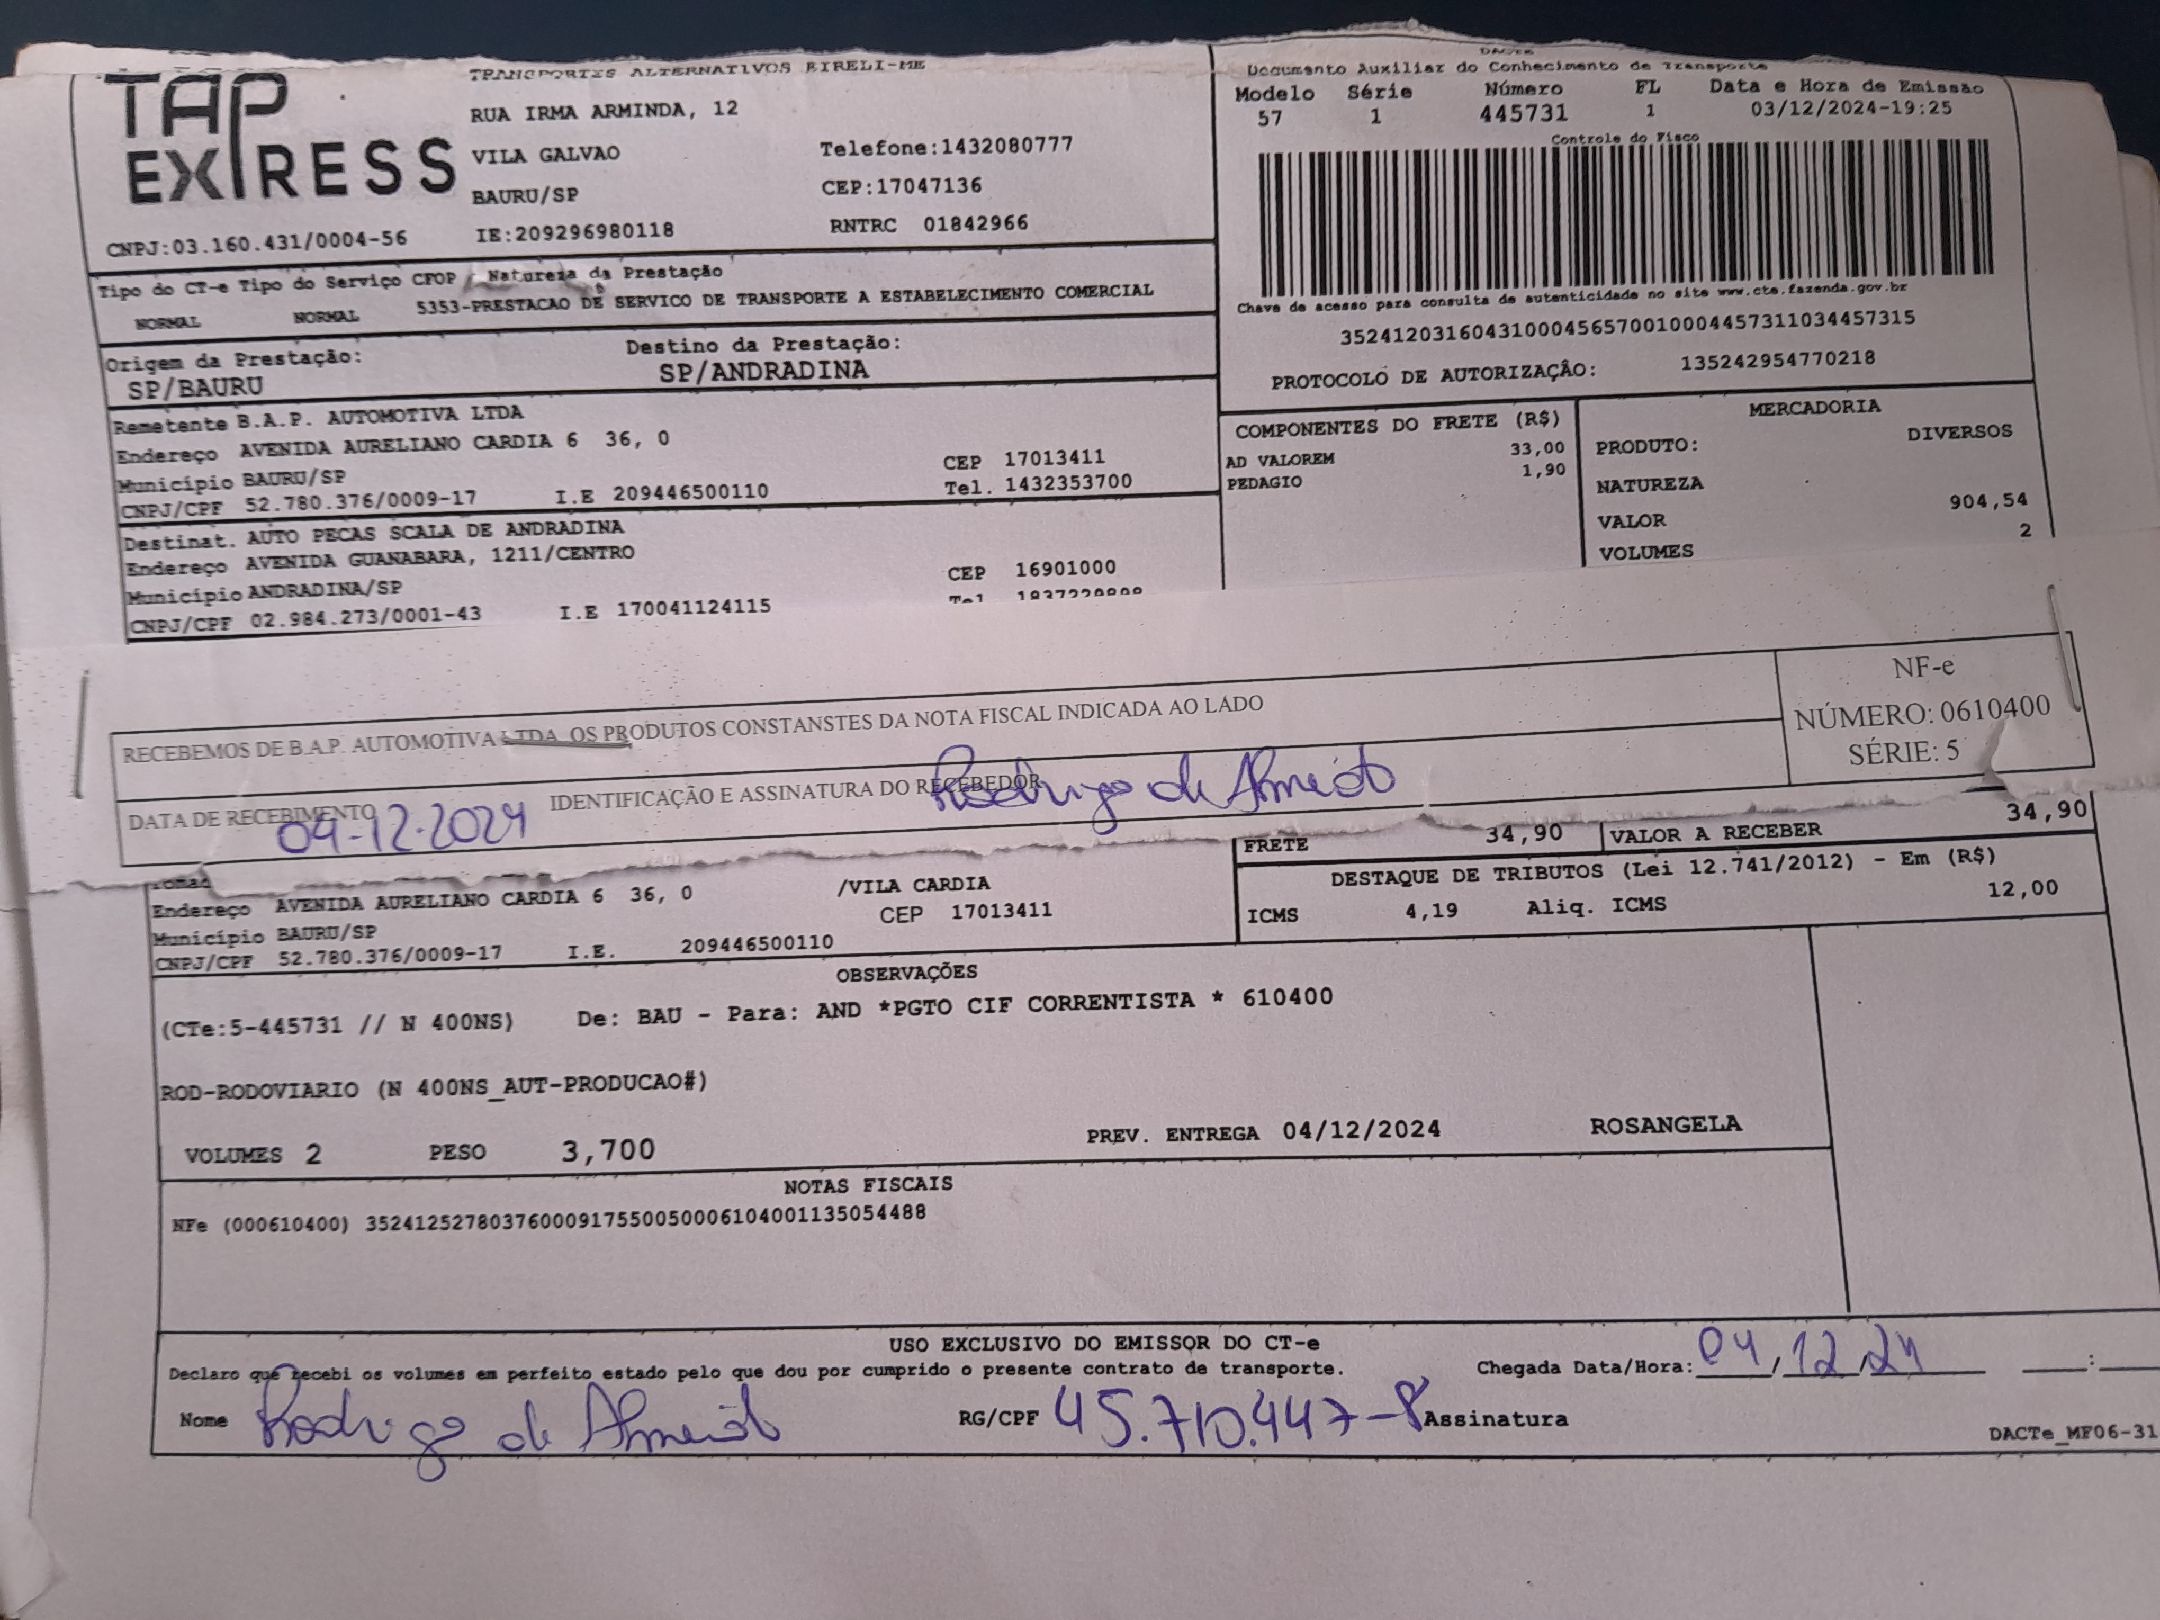 TAP EXPRESS
TRANSPORTES ALTERNATIVOS EIRELI-ME
RUA IRMA ARMINDA, 12
VILA GALVAO Telefone:1432080777
BAURU/SP CEP:17047136
CNPJ:03.160.431/0004-56 IE:209296980118 RNTRC 01842966
DACTE
Documento Auxiliar do Conhecimento de Transporte
Modelo Série Número FL Data e Hora de Emissão
57 1 445731 1 03/12/2024-19:25
Controle do Fisco
Chave de acesso para consulta de autenticidade no site www.cte.fazenda.gov.br
35241203160431000456570010004457311034457315
PROTOCOLO DE AUTORIZAÇÃO: 135242954770218
Tipo do CT-e Tipo do Serviço CFOP / Natureza da Prestação
NORMAL NORMAL 5353-PRESTACAO DE SERVICO DE TRANSPORTE A ESTABELECIMENTO COMERCIAL
Origem da Prestação: Destino da Prestação:
SP/BAURU SP/ANDRADINA
Remetente B.A.P. AUTOMOTIVA LTDA
Endereço AVENIDA AURELIANO CARDIA 6 36, 0
Município BAURU/SP CEP 17013411
CNPJ/CPF 52.780.376/0009-17 I.E 209446500110 Tel. 1432353700
Destinat. AUTO PECAS SCALA DE ANDRADINA
Endereço AVENIDA GUANABARA, 1211/CENTRO
Município ANDRADINA/SP CEP 16901000
CNPJ/CPF 02.984.273/0001-43 I.E 170041124115 Tel
COMPONENTES DO FRETE (R$)
AD VALOREM 33,00
PEDAGIO 1,90
MERCADORIA
PRODUTO: DIVERSOS
NATUREZA
VALOR 904,54
VOLUMES 2
RECEBEMOS DE B.A.P. AUTOMOTIVA LTDA OS PRODUTOS CONSTANSTES DA NOTA FISCAL INDICADA AO LADO
DATA DE RECEBIMENTO IDENTIFICAÇÃO E ASSINATURA DO RECEBEDOR
04-12-2024 Rodrigo de Almeida
NF-e
NÚMERO: 0610400
SÉRIE: 5
FRETE 34,90 VALOR A RECEBER 34,90
DESTAQUE DE TRIBUTOS (Lei 12.741/2012) - Em (R$)
ICMS 4,19 Aliq. ICMS 12,00
Endereço AVENIDA AURELIANO CARDIA 6 36, 0 /VILA CARDIA
Município BAURU/SP CEP 17013411
CNPJ/CPF 52.780.376/0009-17 I.E. 209446500110
OBSERVAÇÕES
(CTe:5-445731 // N 400NS) De: BAU - Para: AND *PGTO CIF CORRENTISTA * 610400
ROD-RODOVIARIO (N 400NS_AUT-PRODUCAO#)
VOLUMES 2 PESO 3,700 PREV. ENTREGA 04/12/2024 ROSANGELA
NOTAS FISCAIS
NFe (000610400) 35241252780376000917550050006104001135054488
USO EXCLUSIVO DO EMISSOR DO CT-e
Declaro que recebi os volumes em perfeito estado pelo que dou por cumprido o presente contrato de transporte. Chegada Data/Hora: 04/12/24 :
Nome Rodrigo de Almeida RG/CPF 45.710.447-8 Assinatura
DACTe_MF06-31